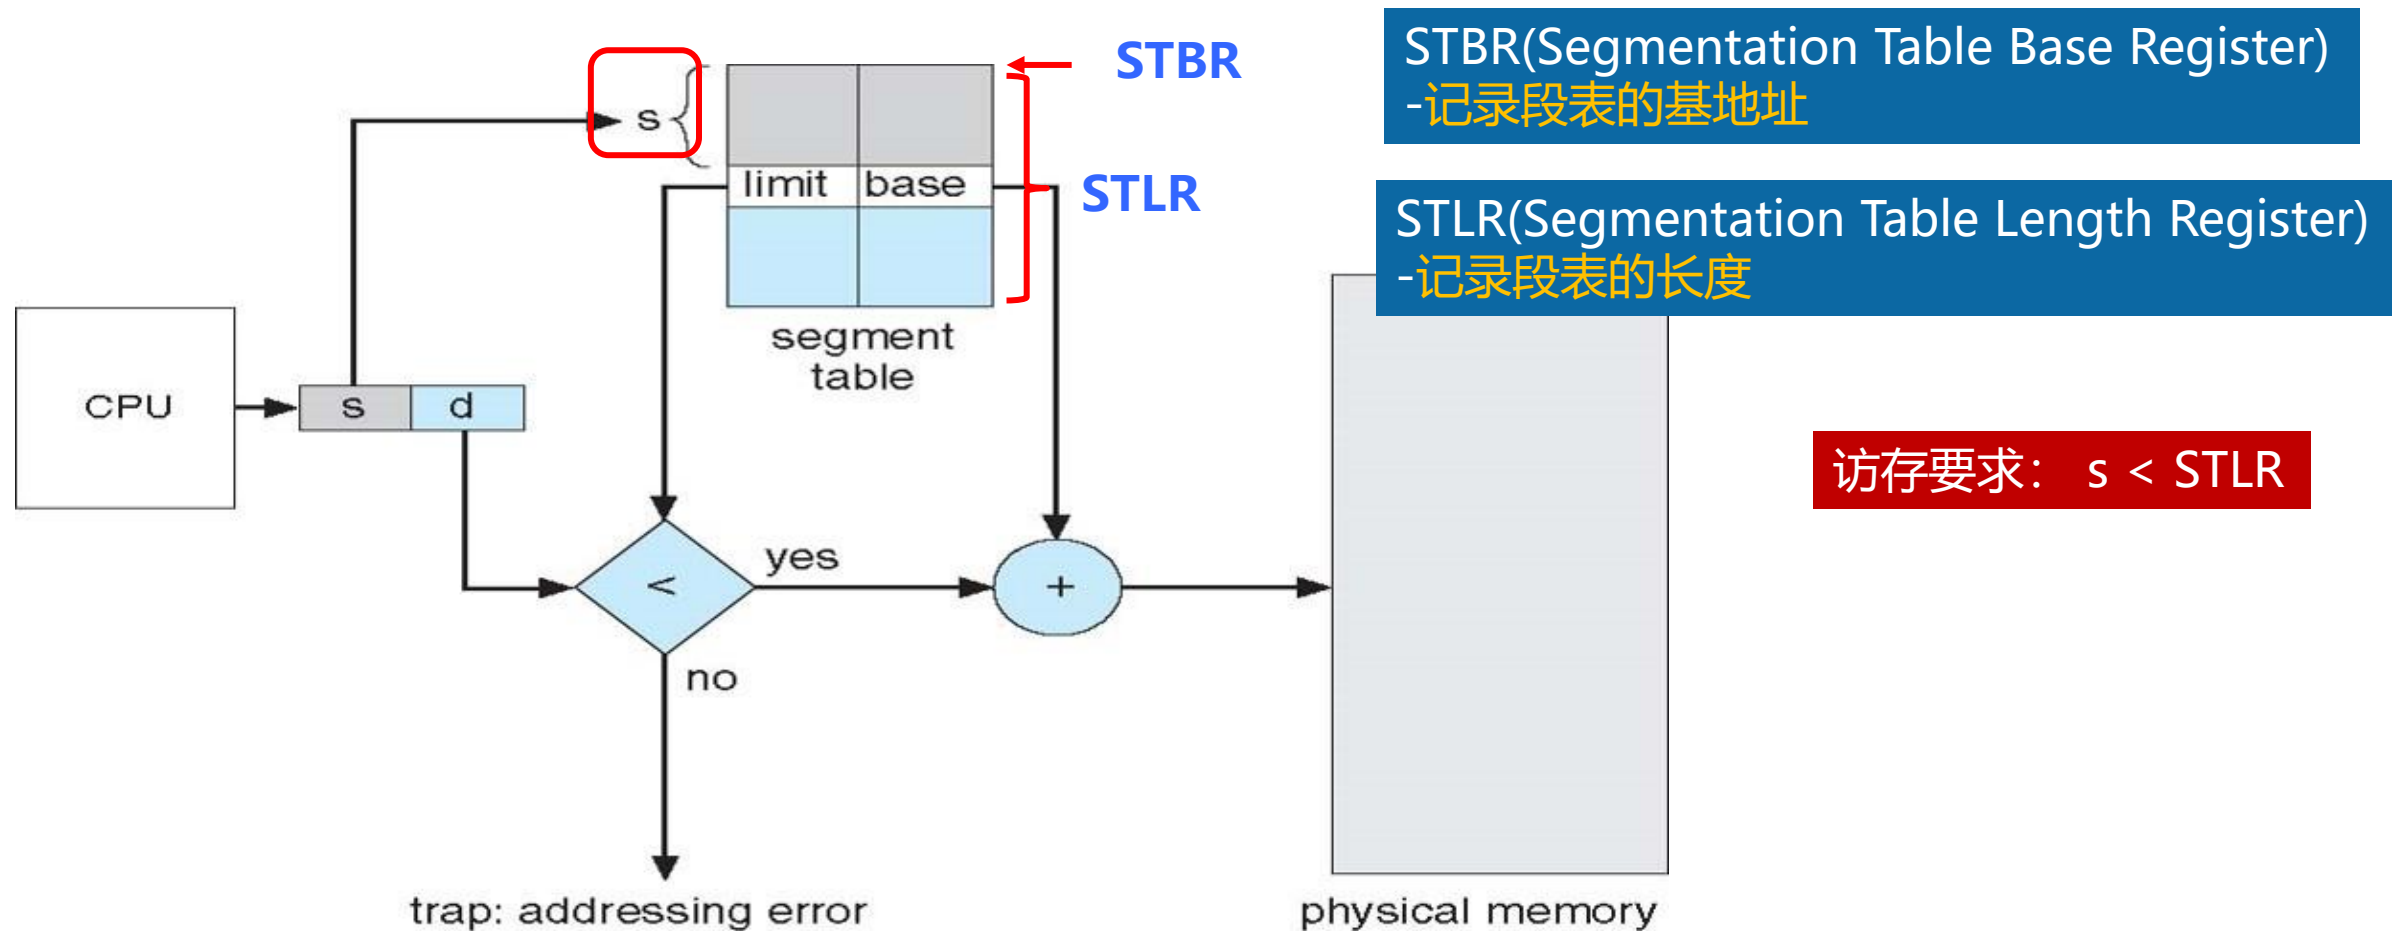 STBR
STBR(Segmentation Table Base Register)
-记录段表的基地址
s
limit
base
STLR
STLR(Segmentation Table Length Register)
-记录段表的长度
segment
table
CPU
s
d
访存要求： s < STLR
<
yes
+
no
trap: addressing error
physical memory